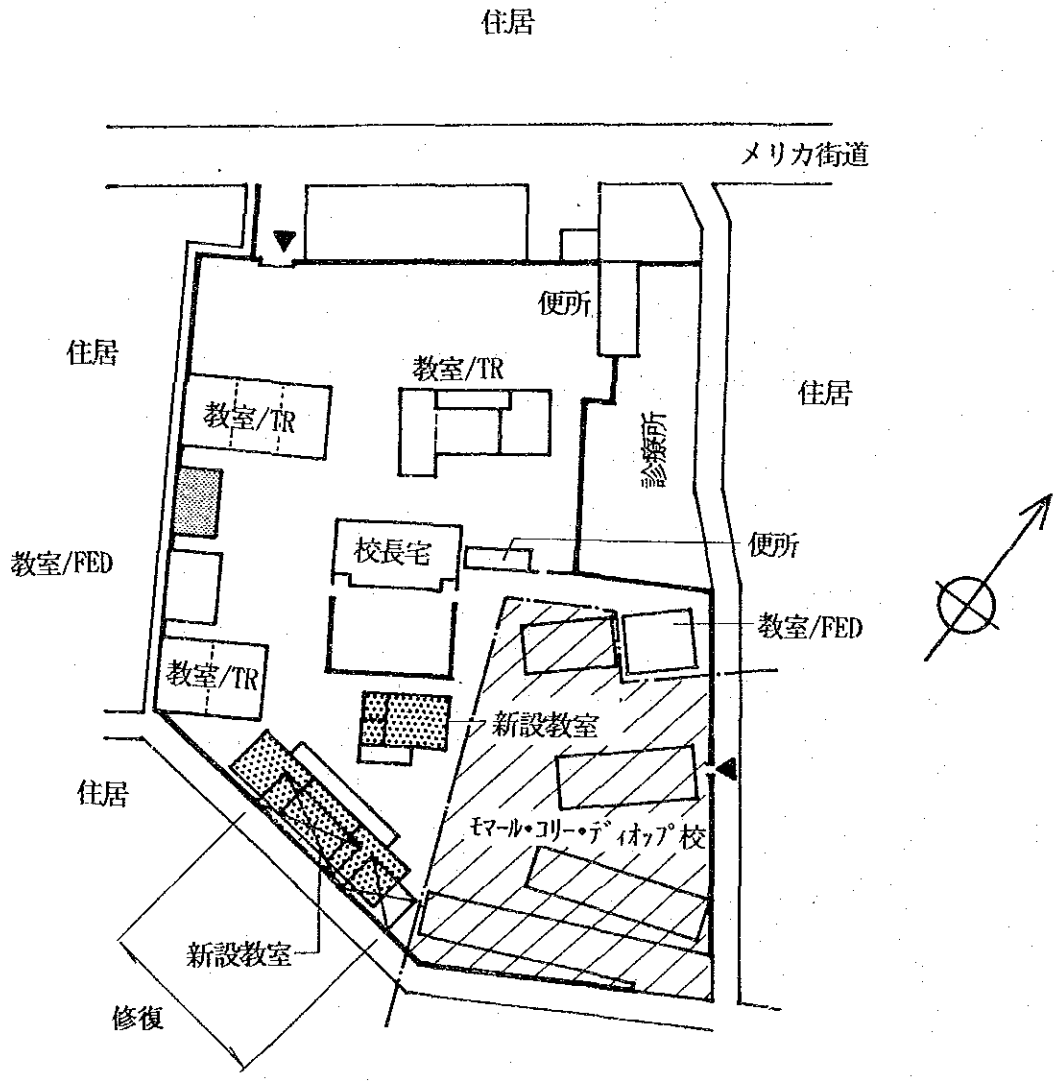 住居
メリカ街道
便所
住居
教室/TR
住居
教室/TR
診療所
校長宅
便所
教室/FED
教室/FED
教室/TR
新設教室
住居
モマール・コリー・ディオップ校
新設教室
修復